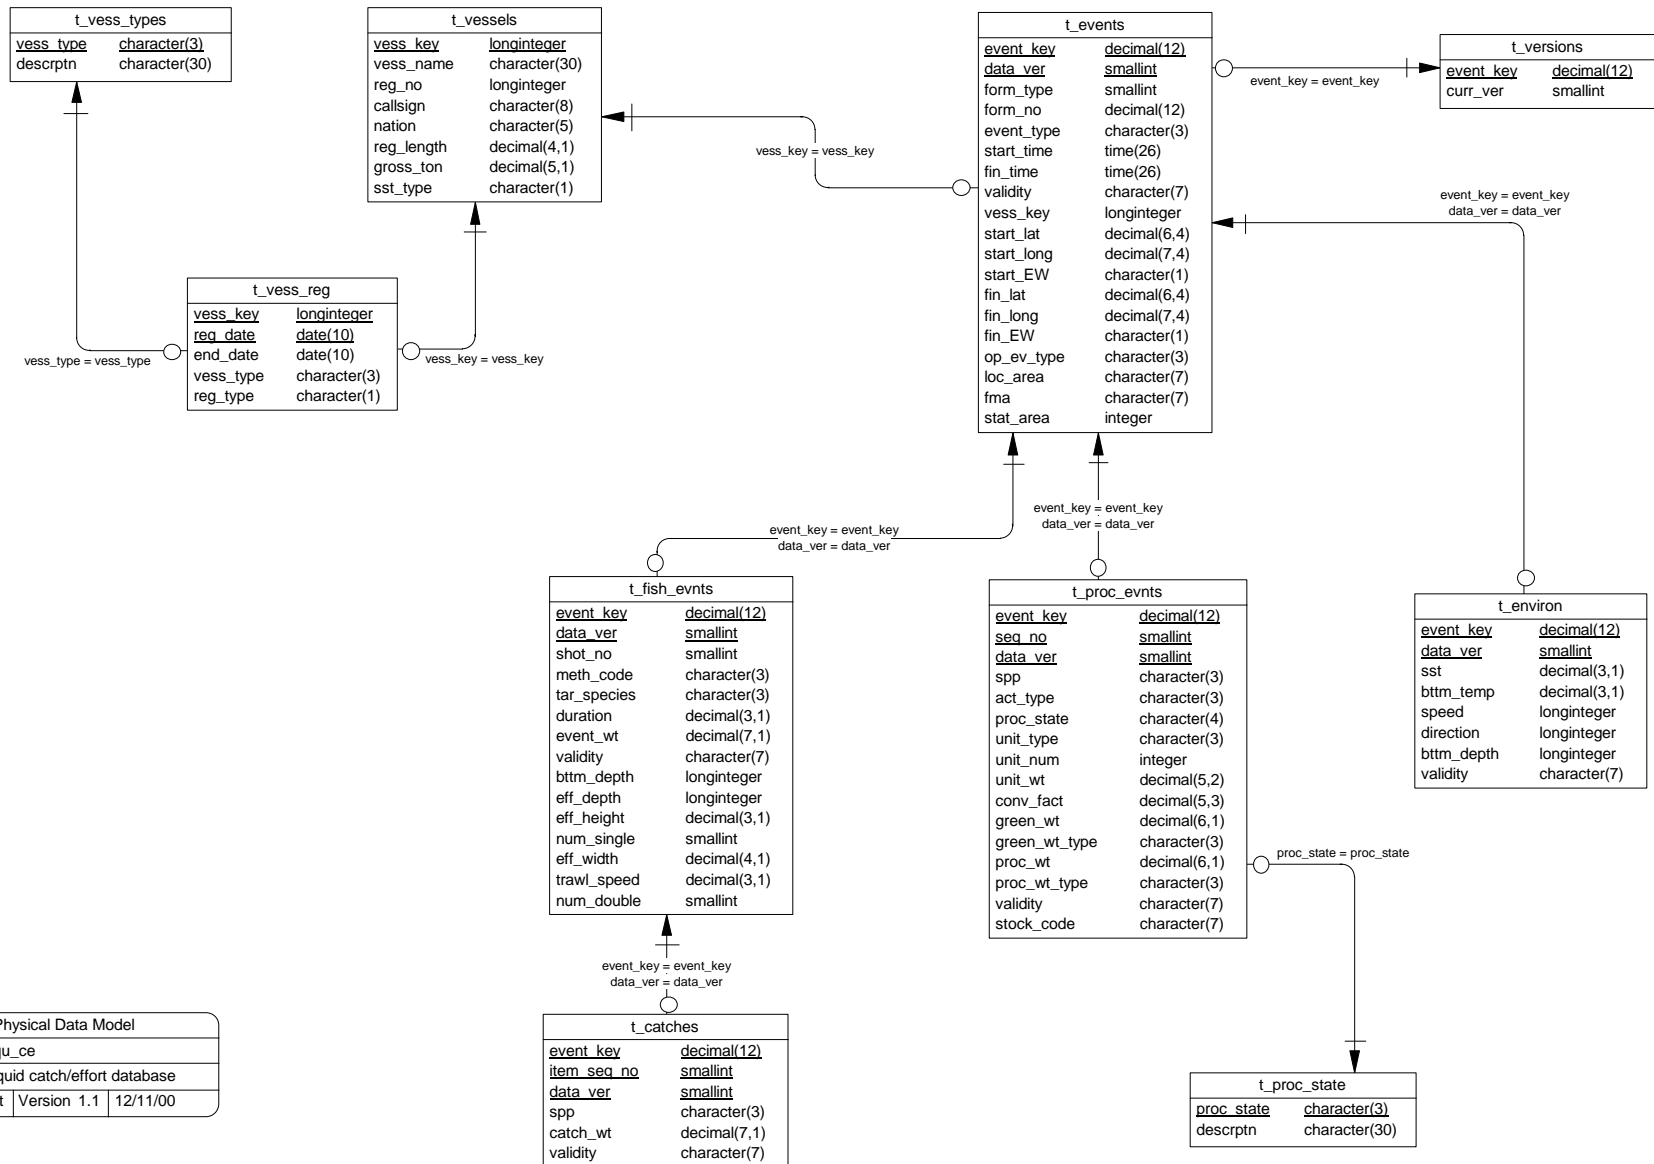 t_vess_types
vess_type character(3)
descrptn character(30)
t_vessels
vess_key longinteger
vess_name character(30)
reg_no longinteger
callsign character(8)
nation character(5)
reg_length decimal(4,1)
gross_ton decimal(5,1)
sst_type character(1)
t_events
event_key decimal(12)
data_ver smallint
form_type smallint
form_no decimal(12)
event_type character(3)
start_time time(26)
fin_time time(26)
validity character(7)
vess_key longinteger
start_lat decimal(6,4)
start_long decimal(7,4)
start_EW character(1)
fin_lat decimal(6,4)
fin_long decimal(7,4)
fin_EW character(1)
op_ev_type character(3)
loc_area character(7)
fma character(7)
stat_area integer
t_versions
event_key decimal(12)
curr_ver smallint
event_key = event_key
vess_key = vess_key
event_key = event_key
data_ver = data_ver
t_vess_reg
vess_key longinteger
reg_date date(10)
end_date date(10)
vess_type character(3)
reg_type character(1)
vess_type = vess_type
vess_key = vess_key
event_key = event_key
data_ver = data_ver
event_key = event_key
data_ver = data_ver
t_fish_evnts
event_key decimal(12)
data_ver smallint
shot_no smallint
meth_code character(3)
tar_species character(3)
duration decimal(3,1)
event_wt decimal(7,1)
validity character(7)
bttm_depth longinteger
eff_depth longinteger
eff_height decimal(3,1)
num_single smallint
eff_width decimal(4,1)
trawl_speed decimal(3,1)
num_double smallint
t_proc_evnts
event_key decimal(12)
seq_no smallint
data_ver smallint
spp character(3)
act_type character(3)
proc_state character(4)
unit_type character(3)
unit_num integer
unit_wt decimal(5,2)
conv_fact decimal(5,3)
green_wt decimal(6,1)
green_wt_type character(3)
proc_wt decimal(6,1)
proc_wt_type character(3)
validity character(7)
stock_code character(7)
t_environ
event_key decimal(12)
data_ver smallint
sst decimal(3,1)
bttm_temp decimal(3,1)
speed longinteger
direction longinteger
bttm_depth longinteger
validity character(7)
proc_state = proc_state
event_key = event_key
data_ver = data_ver
t_catches
event_key decimal(12)
item_seq_no smallint
data_ver smallint
spp character(3)
catch_wt decimal(7,1)
validity character(7)
t_proc_state
proc_state character(3)
descrptn character(30)
Physical Data Model
qu_ce
quid catch/effort database
t Version 1.1 12/11/00